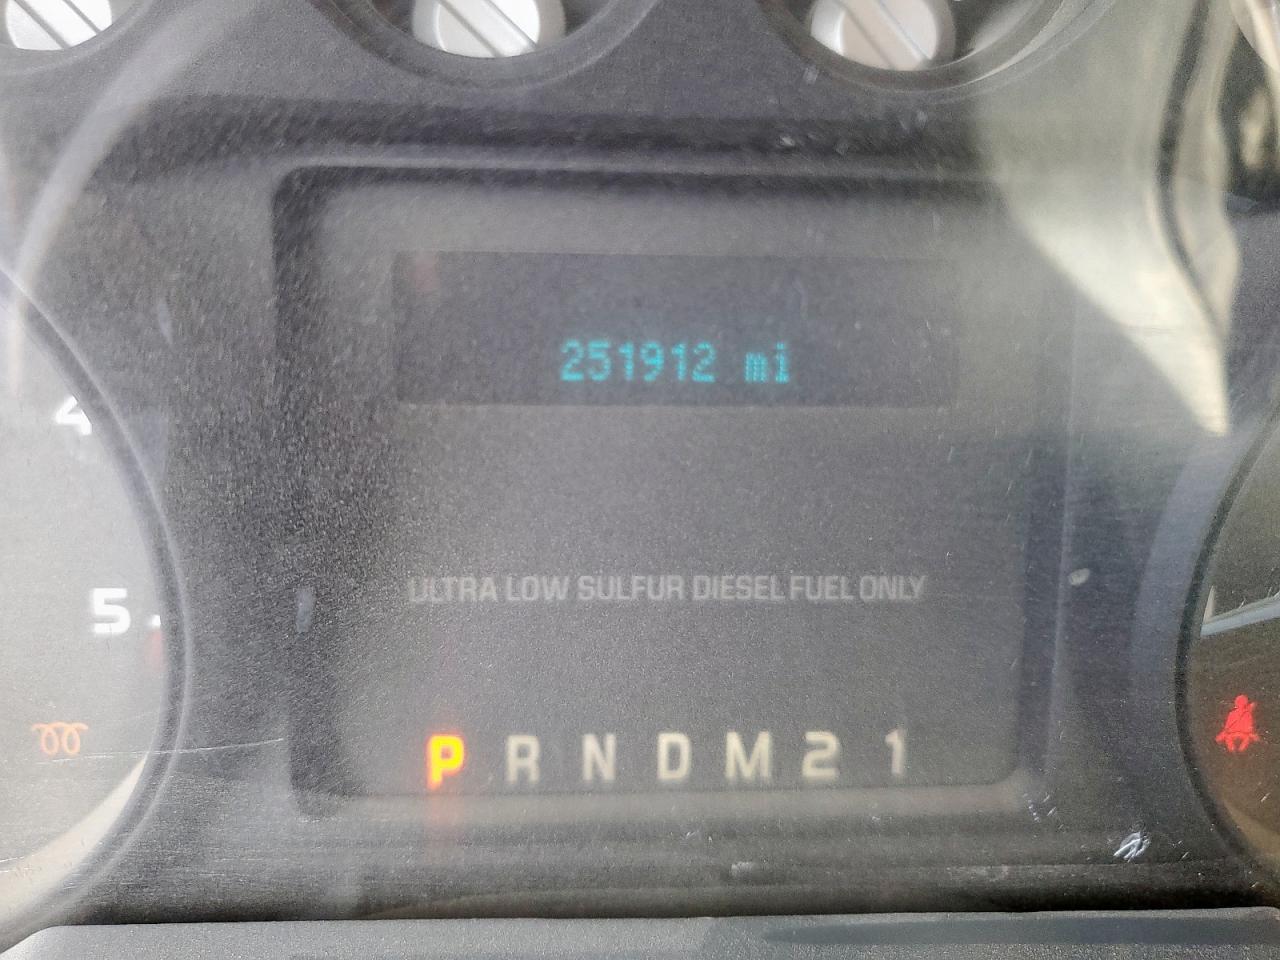 251912 mi
4
ULTRA LOW SULFUR DIESEL FUEL ONLY
5
P R N D M 2 1